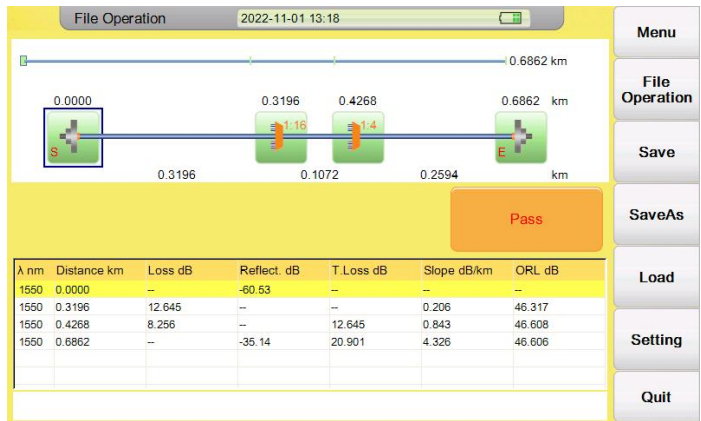 File Operation 2022-11-01 13:18
0.6862 km
0.0000 0.3196 0.4268 0.6862 km
1:16 1:4
S E
0.3196 0.1072 0.2594 km
Pass
λ nm Distance km Loss dB Reflect. dB T.Loss dB Slope dB/km ORL dB
1550 0.0000 -- -60.53 -- -- --
1550 0.3196 12.645 -- -- 0.206 46.317
1550 0.4268 8.256 -- 12.645 0.843 46.608
1550 0.6862 -- -35.14 20.901 4.326 46.606
Menu
File
Operation
Save
SaveAs
Load
Setting
Quit